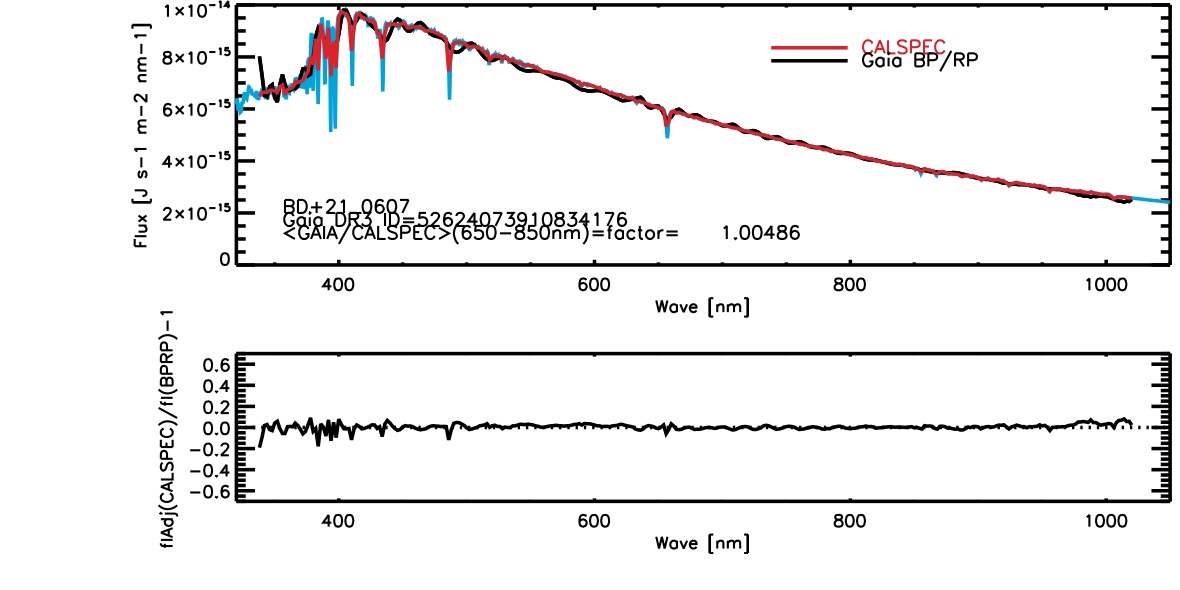 Flux [J s-1 m-2 nm-1]
1×10⁻¹⁴
8×10⁻¹⁵
6×10⁻¹⁵
4×10⁻¹⁵
2×10⁻¹⁵
0
CALSPEC
Gaia BP/RP
BD+21 0607
Gaia DR3 ID=52624073910834176
<GAIA/CALSPEC>(650-850nm)=factor= 1.00486
400 600 800 1000
Wave [nm]
flAdj(CALSPEC)/fl(BPRP)-1
0.6
0.4
0.2
0.0
-0.2
-0.4
-0.6
400 600 800 1000
Wave [nm]